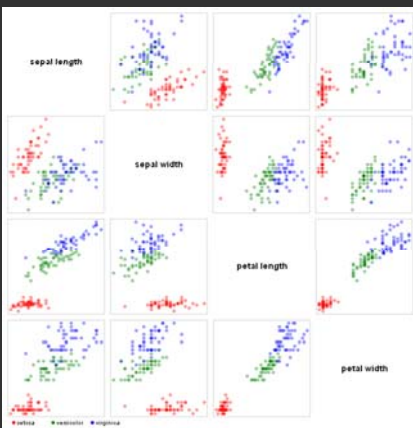 sepal length
sepal width
petal length
petal width
setosa versicolor virginica